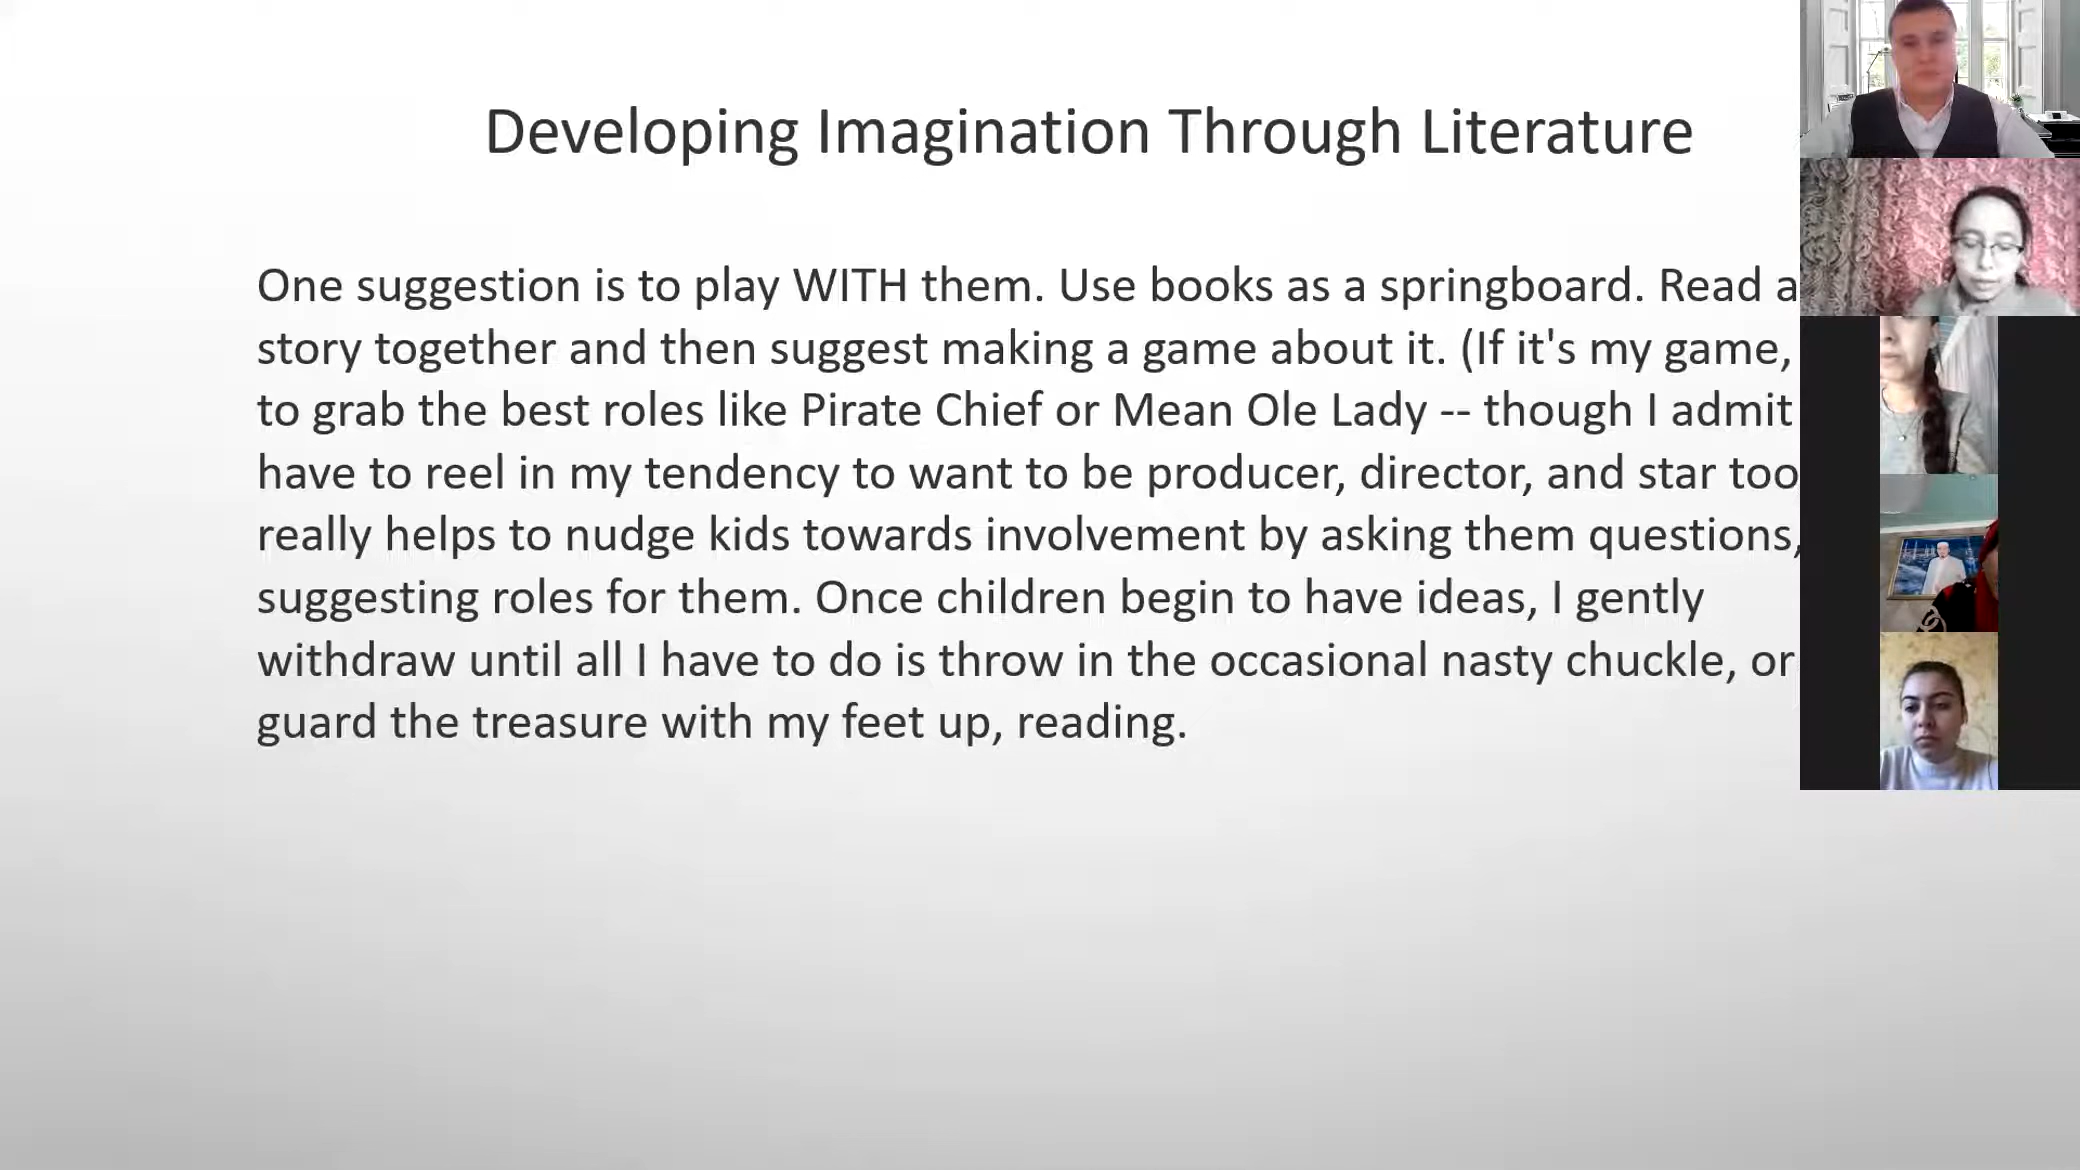 Developing Imagination Through Literature
One suggestion is to play WITH them. Use books as a springboard. Read a
story together and then suggest making a game about it. (If it's my game,
to grab the best roles like Pirate Chief or Mean Ole Lady -- though I admit
have to reel in my tendency to want to be producer, director, and star too
really helps to nudge kids towards involvement by asking them questions,
suggesting roles for them. Once children begin to have ideas, I gently
withdraw until all I have to do is throw in the occasional nasty chuckle, or
guard the treasure with my feet up, reading.